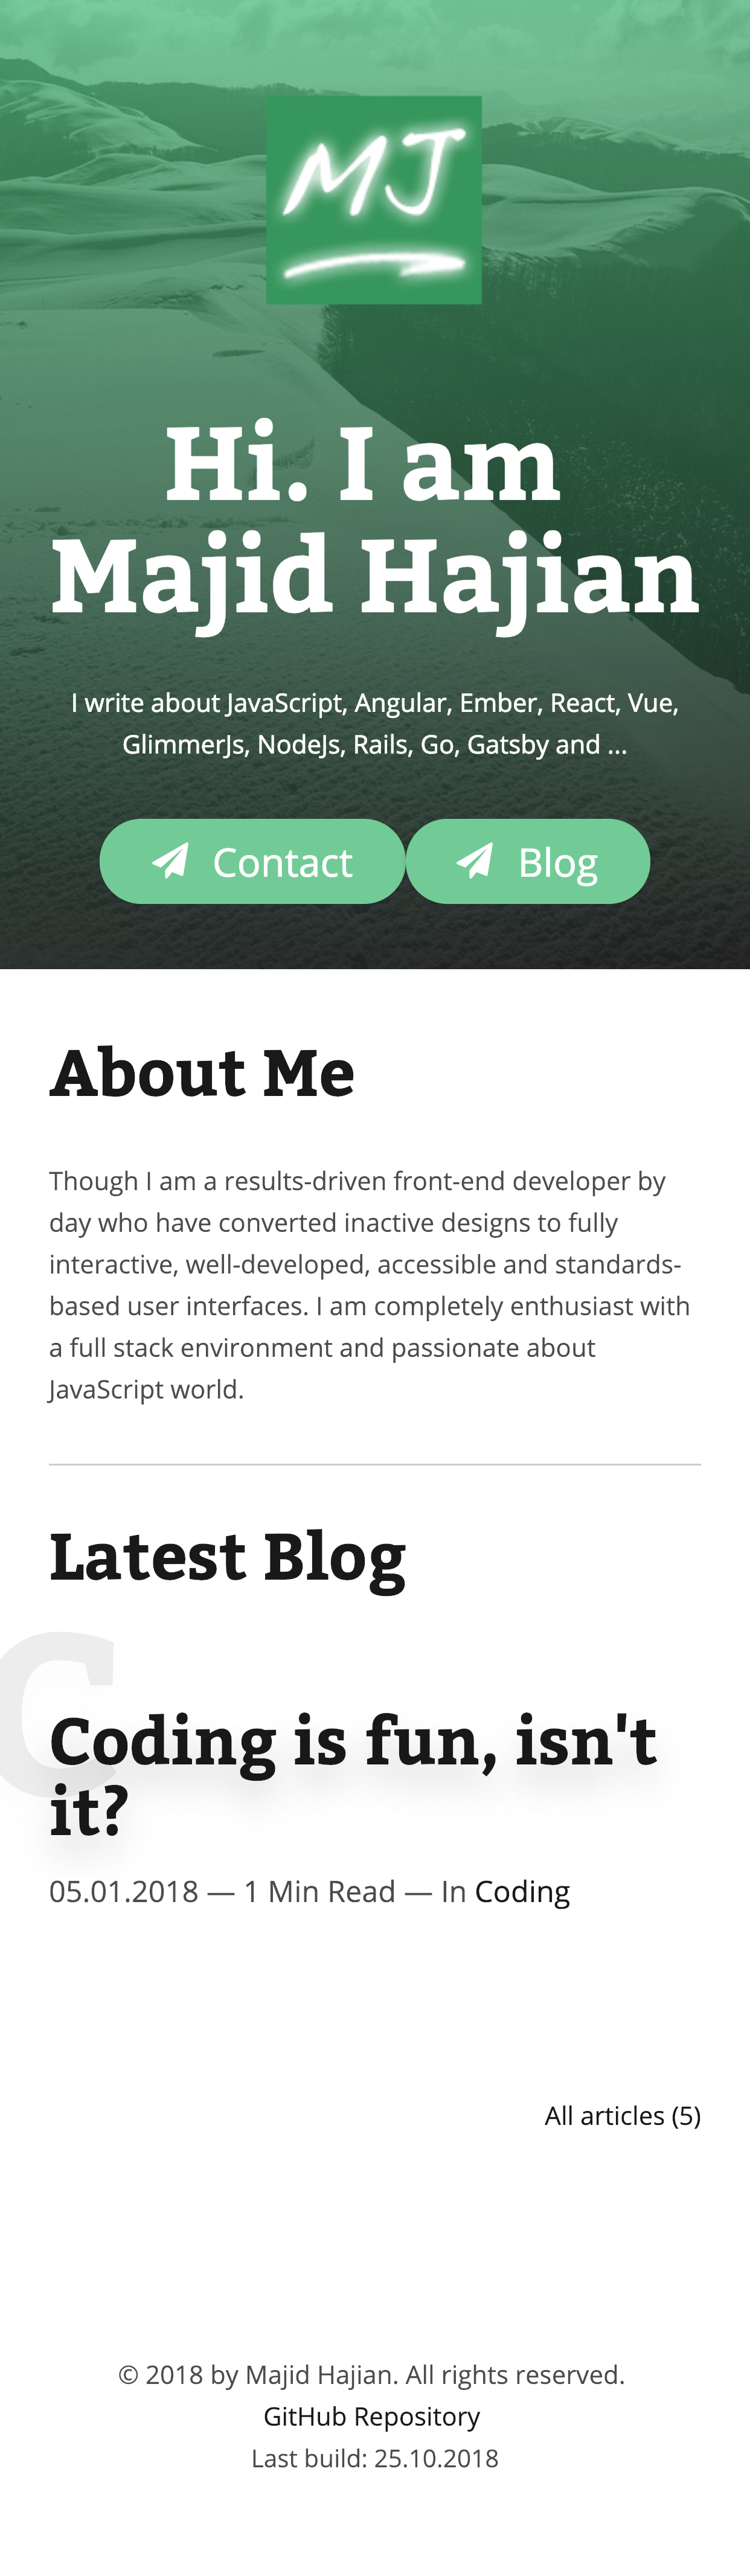 MJ
Hi. I am
Majid Hajian
I write about JavaScript, Angular, Ember, React, Vue,
GlimmerJs, NodeJs, Rails, Go, Gatsby and ...
Contact Blog
About Me
Though I am a results-driven front-end developer by
day who have converted inactive designs to fully
interactive, well-developed, accessible and standards-
based user interfaces. I am completely enthusiast with
a full stack environment and passionate about
JavaScript world.
Latest Blog
C
Coding is fun, isn't
it?
05.01.2018 — 1 Min Read — In Coding
All articles (5)
© 2018 by Majid Hajian. All rights reserved.
GitHub Repository
Last build: 25.10.2018